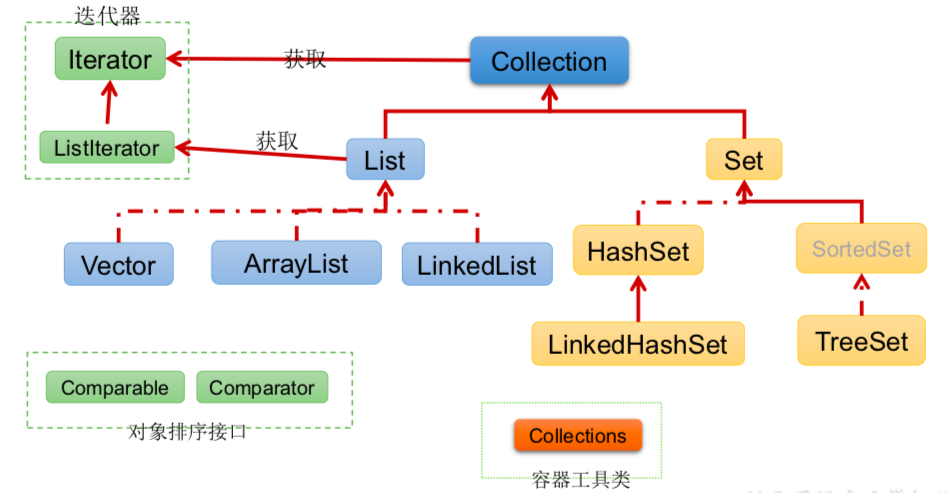 迭代器
Iterator
获取
Collection
ListIterator
获取
List
Set
Vector
ArrayList
LinkedList
HashSet
SortedSet
LinkedHashSet
TreeSet
Comparable
Comparator
对象排序接口
Collections
容器工具类